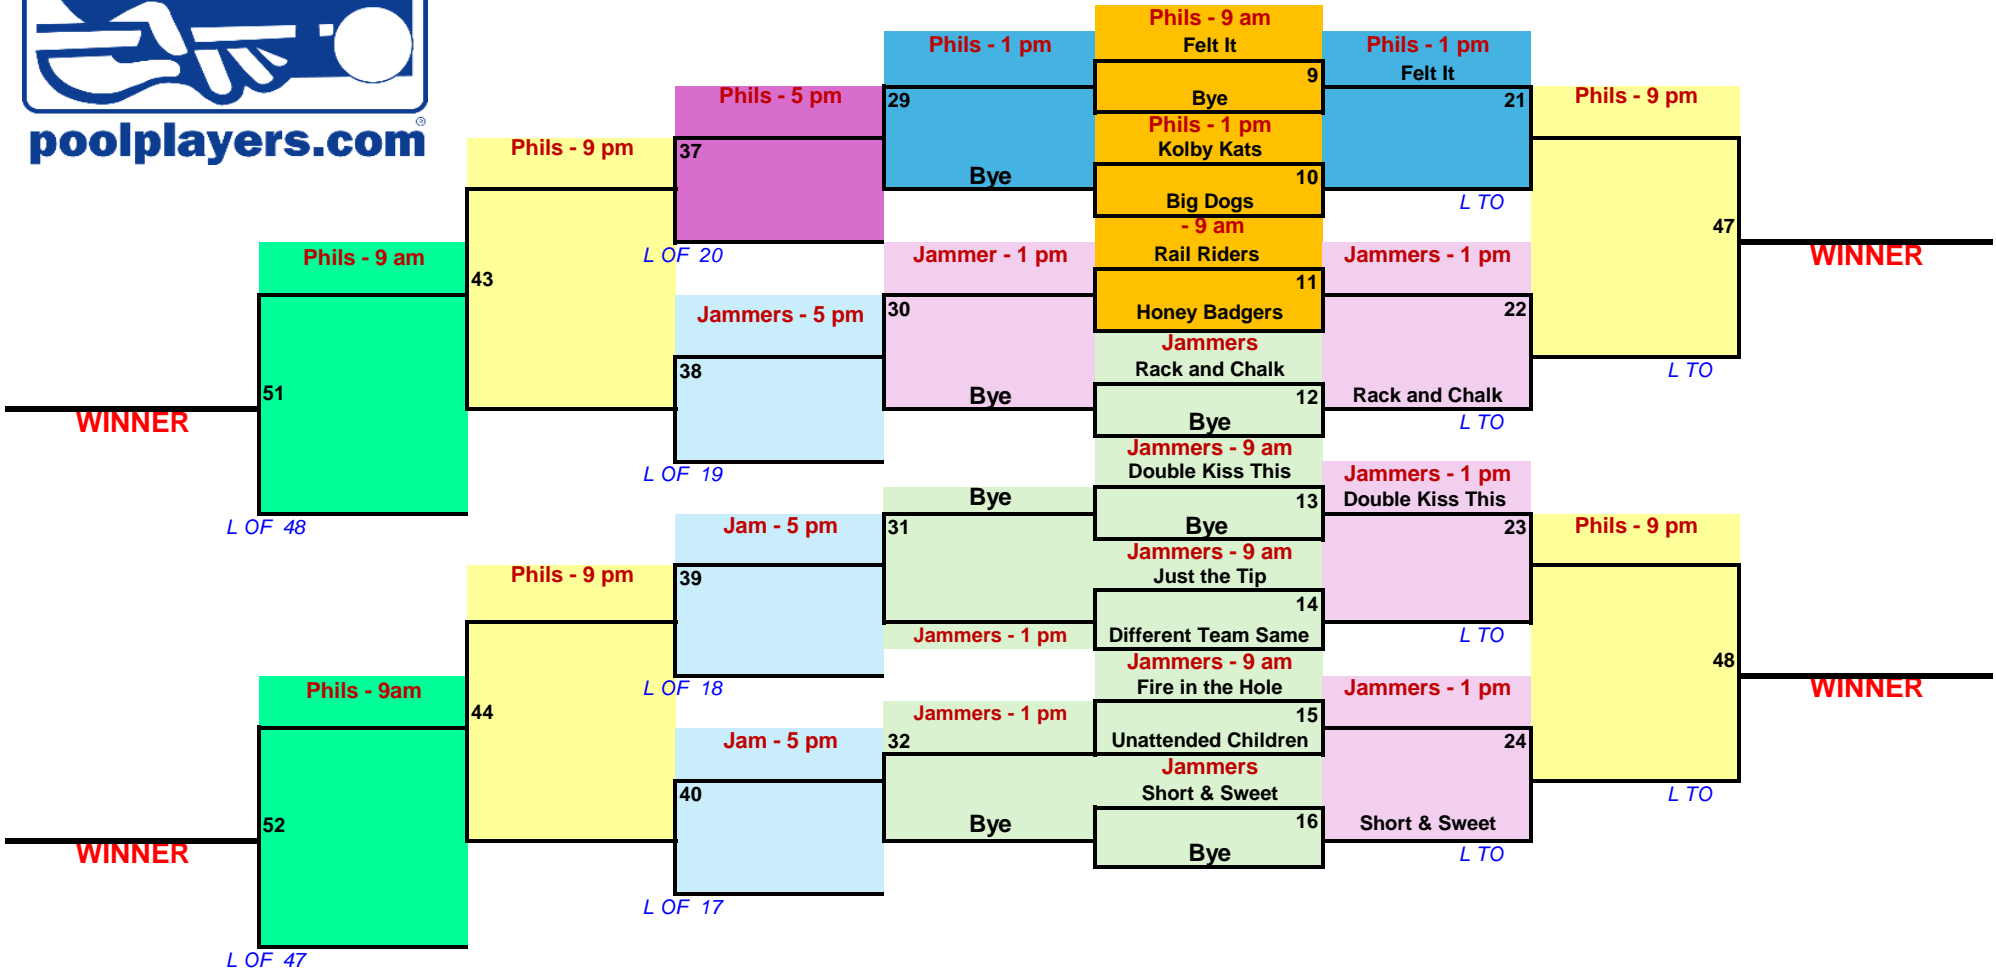 poolplayers.com
®
Phils - 9 am
Felt It
9
Bye
Phils - 1 pm
Kolby Kats
10
Big Dogs
- 9 am
Rail Riders
11
Honey Badgers
Jammers
Rack and Chalk
12
Bye
Jammers - 9 am
Double Kiss This
13
Bye
Jammers - 9 am
Just the Tip
14
Different Team Same
Jammers - 9 am
Fire in the Hole
15
Unattended Children
Jammers
Short & Sweet
16
Bye
Phils - 1 pm
Felt It
21
L TO
Jammers - 1 pm
22
Rack and Chalk
L TO
Jammers - 1 pm
Double Kiss This
23
L TO
Jammers - 1 pm
24
Short & Sweet
L TO
Phils - 9 pm
47
L TO
WINNER
Phils - 9 pm
48
L TO
WINNER
Phils - 1 pm
29
Bye
Jammer - 1 pm
30
Bye
Bye
31
Jammers - 1 pm
Jammers - 1 pm
32
Bye
Phils - 5 pm
37
L OF 20
Jammers - 5 pm
38
L OF 19
Jam - 5 pm
39
L OF 18
Jam - 5 pm
40
L OF 17
Phils - 9 pm
43
Phils - 9 pm
44
Phils - 9 am
51
L OF 48
WINNER
Phils - 9am
52
L OF 47
WINNER